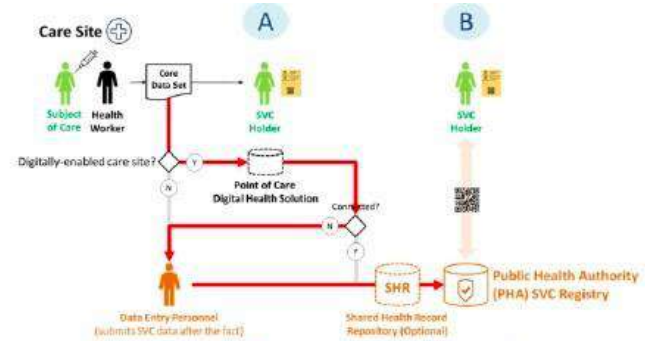 Care Site
A
B
Core
Data Set
Subject
of Care
Health
Worker
SVC
Holder
SVC
Holder
Digitally-enabled care site?
Y
Point of Care
Digital Health Solution
N
Connected?
N
Y
SHR
Public Health Authority
(PHA) SVC Registry
Data Entry Personnel
(submits SVC data after the fact)
Shared Health Record
Repository (Optional)